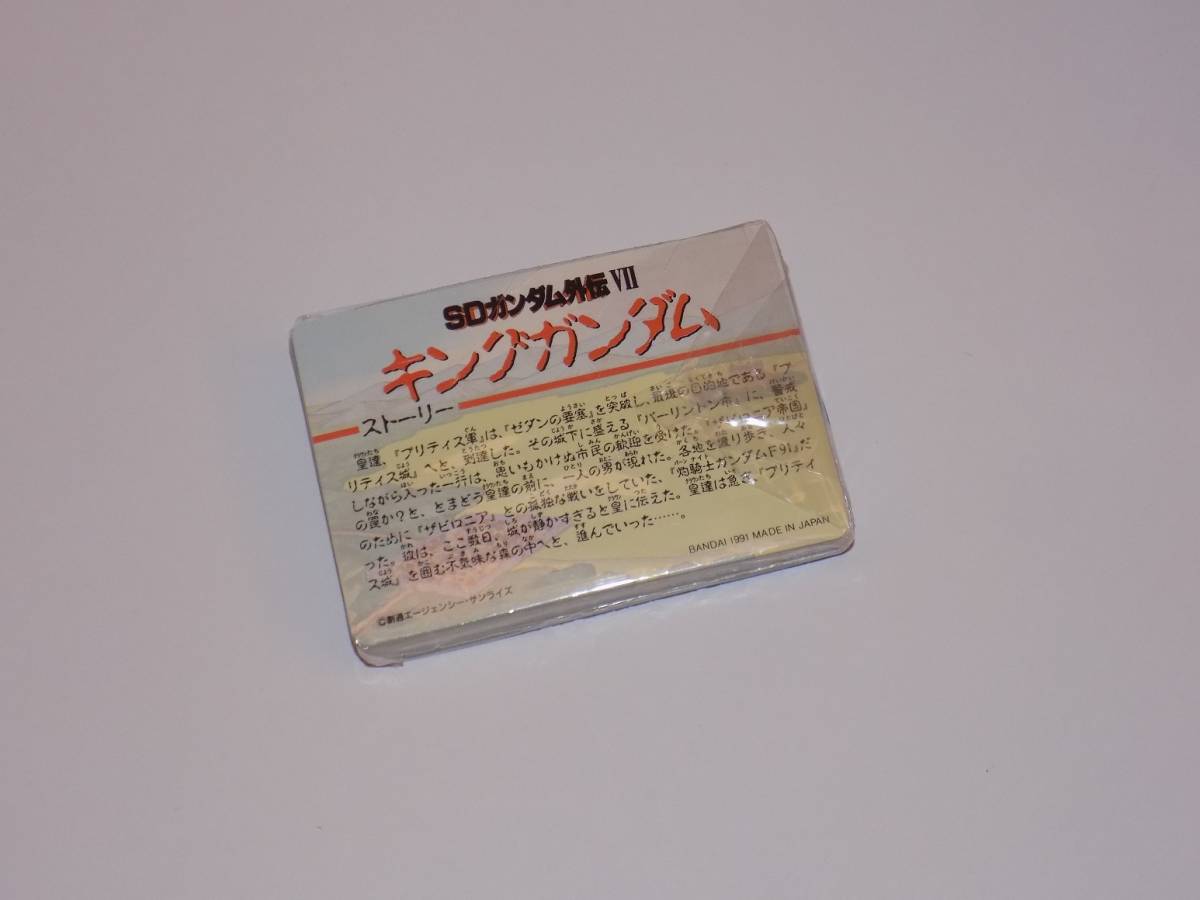 SDガンダム外伝 VII
キングガンダム
ストーリー
皇達、『ブリティス軍』は、『ゼダンの要塞』を突破し、最後の目的地である『ブ
リティス城』へと、到達した。その城下に盛える『バーリントン市』に、警戒
しながら入った一行は、思いもかけぬ市民の歓迎を受けた。『ザビロニア帝国』
の罠か？と、とまどう皇達の前に、一人の男が現れた。各地を渡り歩き、人々
のために『ザビロニア』との孤独な戦いをしていた、『灼騎士ガンダムF91』だ
った。彼は、ここ数日、城が静かすぎると皇に伝えた。皇達は急ぎ『ブリティ
ス城』を囲む不気味な森の中へと、進んでいった……。
BANDAI 1991 MADE IN JAPAN
©創通エージェンシー・サンライズ